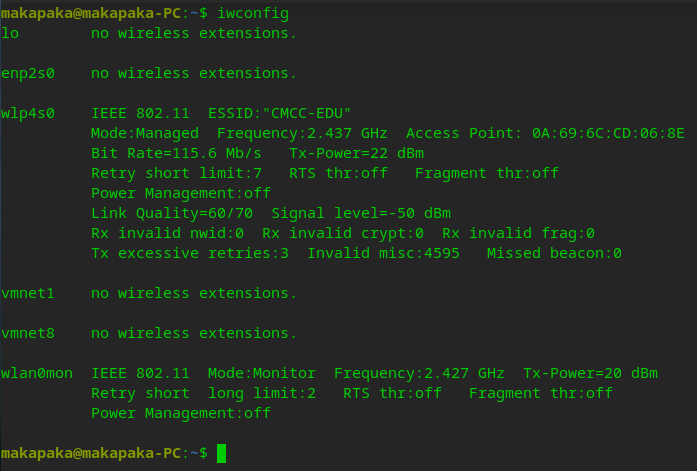 makapaka@makapaka-PC:~$ iwconfig
lo        no wireless extensions.

enp2s0    no wireless extensions.

wlp4s0    IEEE 802.11  ESSID:"CMCC-EDU"
          Mode:Managed  Frequency:2.437 GHz  Access Point: 0A:69:6C:CD:06:8E
          Bit Rate=115.6 Mb/s   Tx-Power=22 dBm
          Retry short limit:7   RTS thr:off   Fragment thr:off
          Power Management:off
          Link Quality=60/70  Signal level=-50 dBm
          Rx invalid nwid:0  Rx invalid crypt:0  Rx invalid frag:0
          Tx excessive retries:3  Invalid misc:4595   Missed beacon:0

vmnet1    no wireless extensions.

vmnet8    no wireless extensions.

wlan0mon  IEEE 802.11  Mode:Monitor  Frequency:2.427 GHz  Tx-Power=20 dBm
          Retry short  long limit:2   RTS thr:off   Fragment thr:off
          Power Management:off

makapaka@makapaka-PC:~$